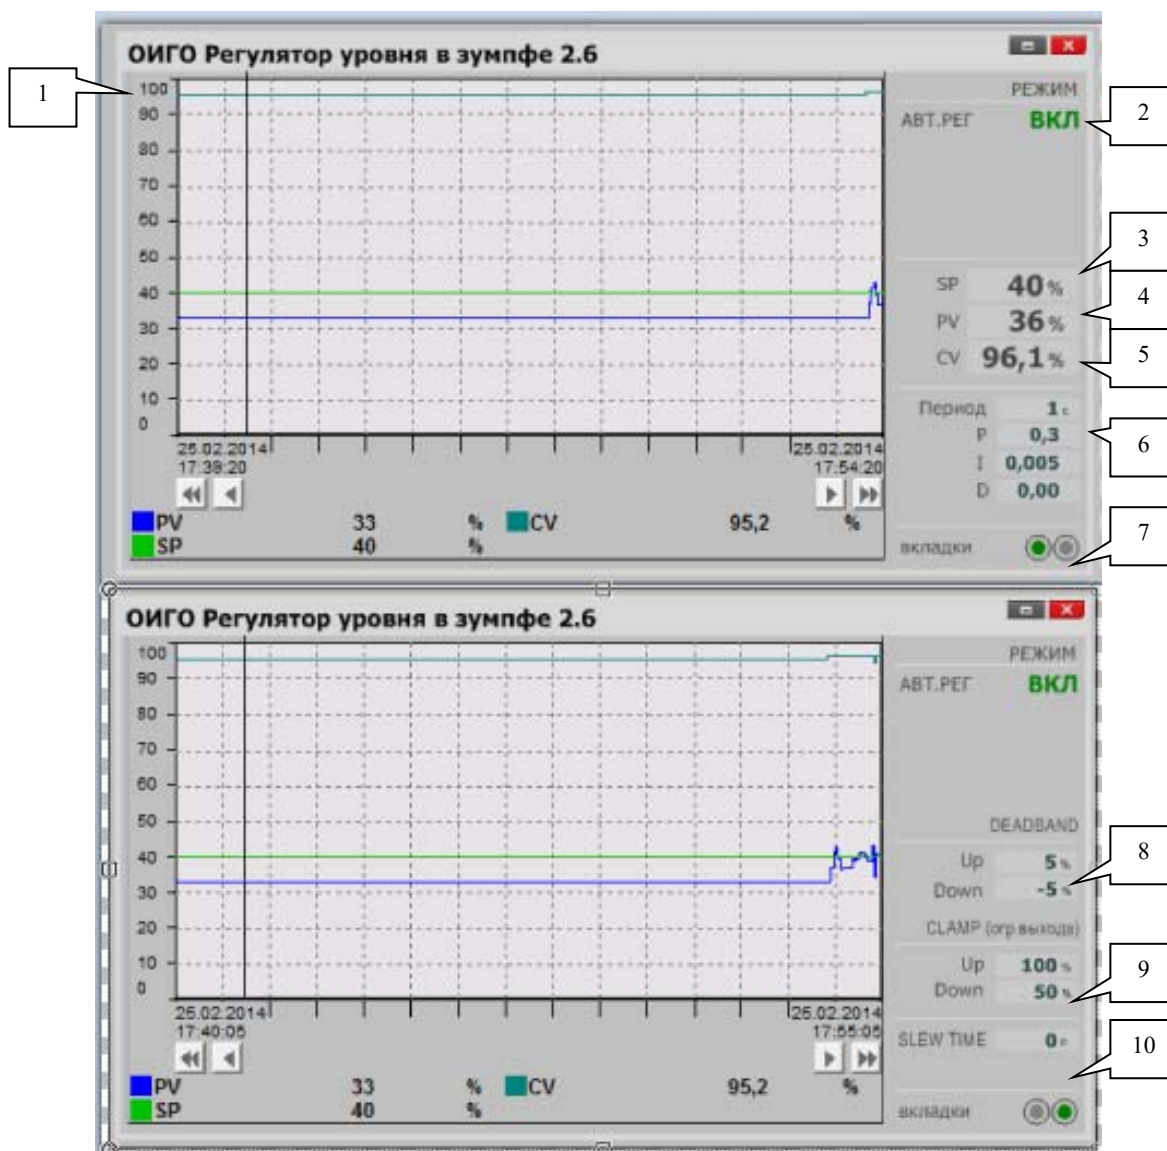 ОИГО Регулятор уровня в зумпфе 2.6
1
100
90
80
70
60
50
40
30
20
10
0
25.02.2014
17:39:20
25.02.2014
17:54:20
PV 33 % CV 95,2 %
SP 40 %
РЕЖИМ
АВТ.РЕГ ВКЛ
2
3
SP 40 %
4
PV 36 %
5
CV 96,1 %
Период 1 с
P 0,3
6
I 0,005
D 0,00
7
вкладки
ОИГО Регулятор уровня в зумпфе 2.6
100
90
80
70
60
50
40
30
20
10
0
25.02.2014
17:40:05
25.02.2014
17:55:05
PV 33 % CV 95,2 %
SP 40 %
РЕЖИМ
АВТ.РЕГ ВКЛ
DEADBAND
8
Up 5 %
Down -5 %
CLAMP (огр.выхода)
Up 100 %
9
Down 50 %
SLEW TIME 0 с
10
вкладки